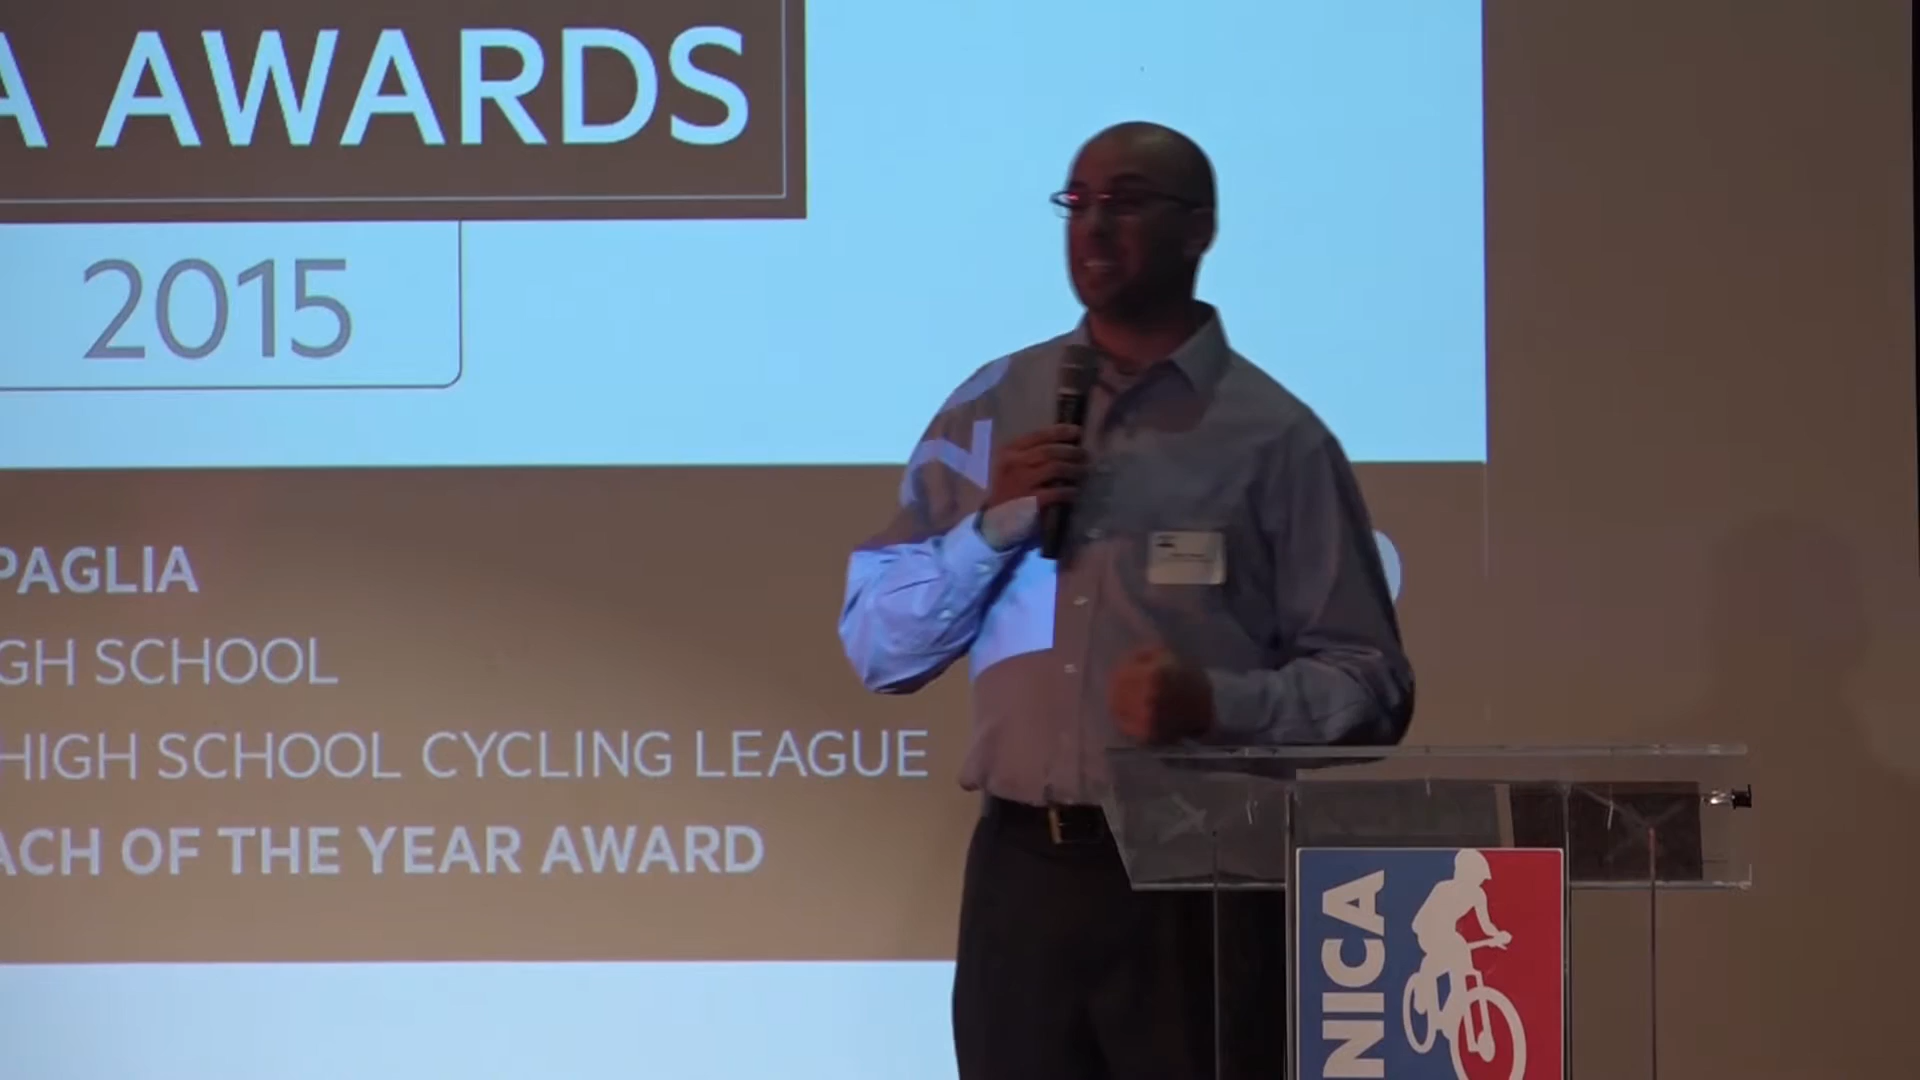 A AWARDS
2015
PAGLIA
GH SCHOOL
HIGH SCHOOL CYCLING LEAGUE
ACH OF THE YEAR AWARD
NICA